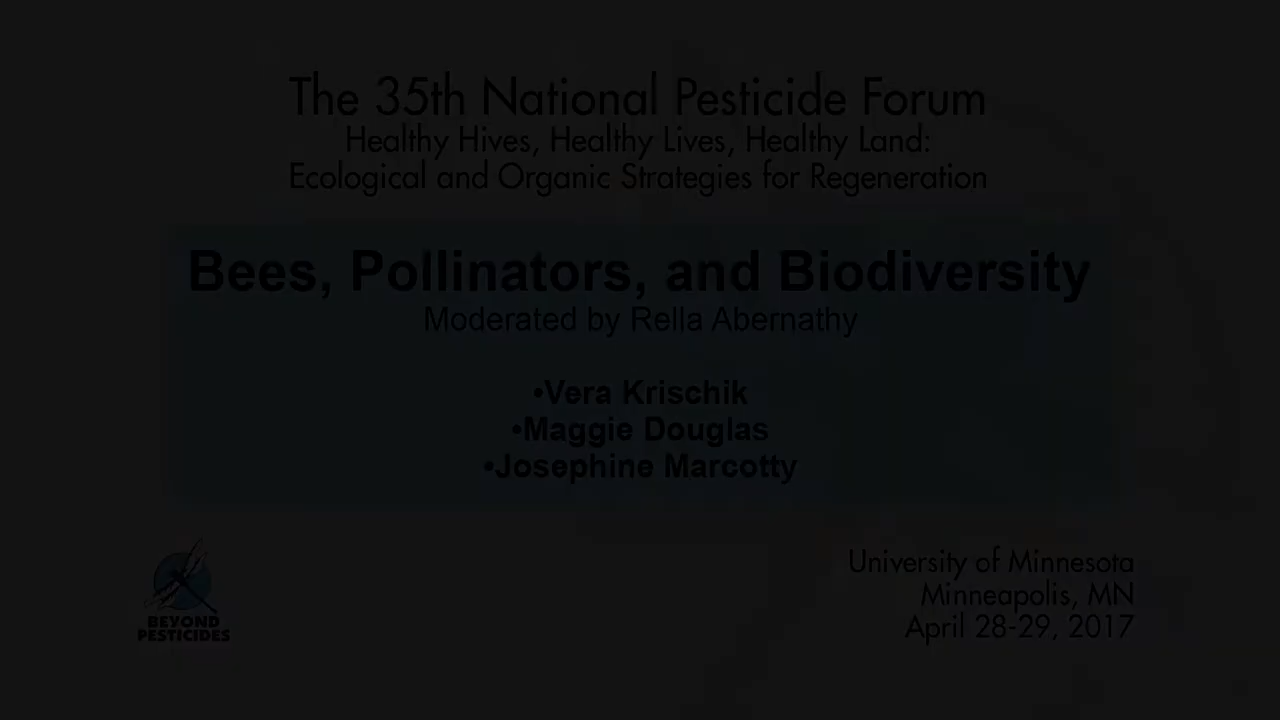 The 35th National Pesticide Forum
Healthy Hives, Healthy Lives, Healthy Land:
Ecological and Organic Strategies for Regeneration
Bees, Pollinators, and Biodiversity
Moderated by Rella Abernathy
•Vera Krischik
•Maggie Douglas
•Josephine Marcotty
BEYOND
PESTICIDES
University of Minnesota
Minneapolis, MN
April 28-29, 2017